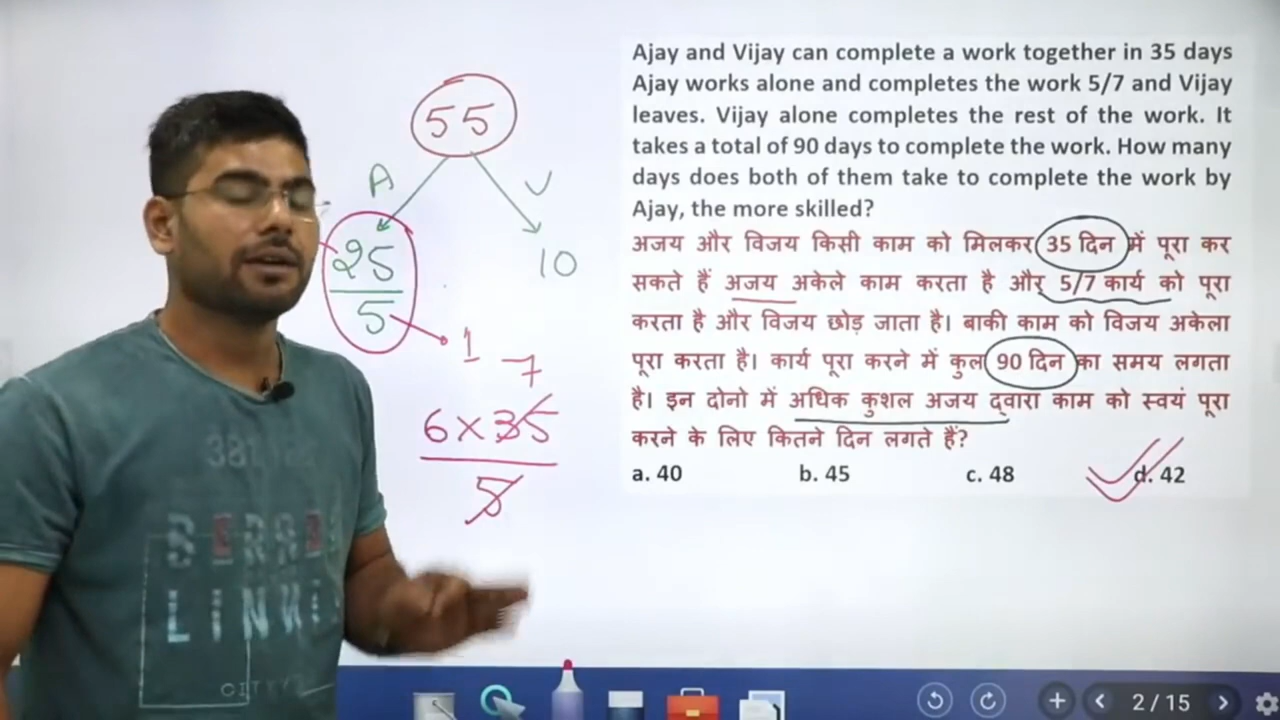 Ajay and Vijay can complete a work together in 35 days
Ajay works alone and completes the work 5/7 and Vijay
leaves. Vijay alone completes the rest of the work. It
takes a total of 90 days to complete the work. How many
days does both of them take to complete the work by
Ajay, the more skilled?
अजय और विजय किसी काम को मिलकर 35 दिन में पूरा कर
सकते हैं अजय अकेले काम करता है और 5/7 कार्य को पूरा
करता है और विजय छोड़ जाता है। बाकी काम को विजय अकेला
पूरा करता है। कार्य पूरा करने में कुल 90 दिन का समय लगता
है। इन दोनो में अधिक कुशल अजय द्वारा काम को स्वयं पूरा
करने के लिए कितने दिन लगते हैं?
a. 40 b. 45 c. 48 d. 42
55
A V
25 10
5
1
7
6 × 35
5
LINNI
CITY
2 / 15